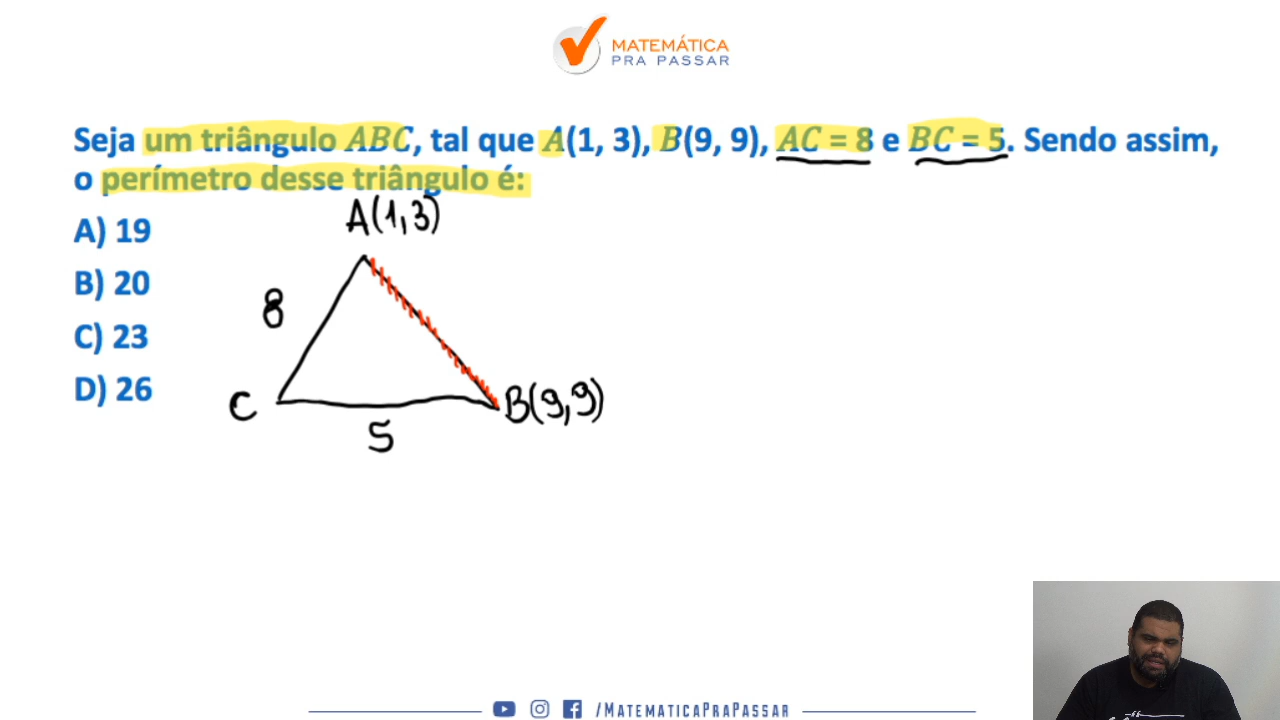 MATEMÁTICA
PRA PASSAR
Seja um triângulo ABC, tal que A(1, 3), B(9, 9), AC = 8 e BC = 5. Sendo assim,
o perímetro desse triângulo é:
A) 19
B) 20
C) 23
D) 26
A(1,3)
8
C
B(9,9)
5
/MATEMATICAPRAPASSAR